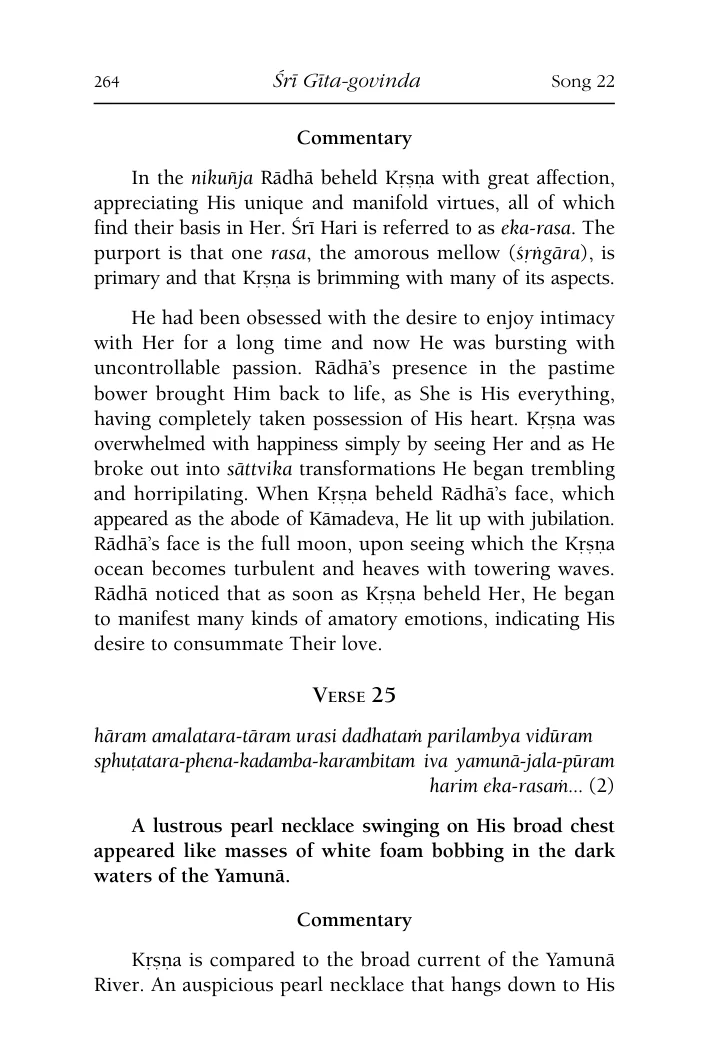 264 Śrī Gīta-govinda Song 22
Commentary
In the nikuñja Rādhā beheld Kṛṣṇa with great affection,
appreciating His unique and manifold virtues, all of which
find their basis in Her. Śrī Hari is referred to as eka-rasa. The
purport is that one rasa, the amorous mellow (śṛṅgāra), is
primary and that Kṛṣṇa is brimming with many of its aspects.
He had been obsessed with the desire to enjoy intimacy
with Her for a long time and now He was bursting with
uncontrollable passion. Rādhā’s presence in the pastime
bower brought Him back to life, as She is His everything,
having completely taken possession of His heart. Kṛṣṇa was
overwhelmed with happiness simply by seeing Her and as He
broke out into sāttvika transformations He began trembling
and horripilating. When Kṛṣṇa beheld Rādhā’s face, which
appeared as the abode of Kāmadeva, He lit up with jubilation.
Rādhā’s face is the full moon, upon seeing which the Kṛṣṇa
ocean becomes turbulent and heaves with towering waves.
Rādhā noticed that as soon as Kṛṣṇa beheld Her, He began
to manifest many kinds of amatory emotions, indicating His
desire to consummate Their love.
Verse 25
hāram amalatara-tāram urasi dadhataṁ parilambya vidūram
sphuṭatara-phena-kadamba-karambitam iva yamunā-jala-pūram
harim eka-rasaṁ... (2)
A lustrous pearl necklace swinging on His broad chest
appeared like masses of white foam bobbing in the dark
waters of the Yamunā.
Commentary
Kṛṣṇa is compared to the broad current of the Yamunā
River. An auspicious pearl necklace that hangs down to His